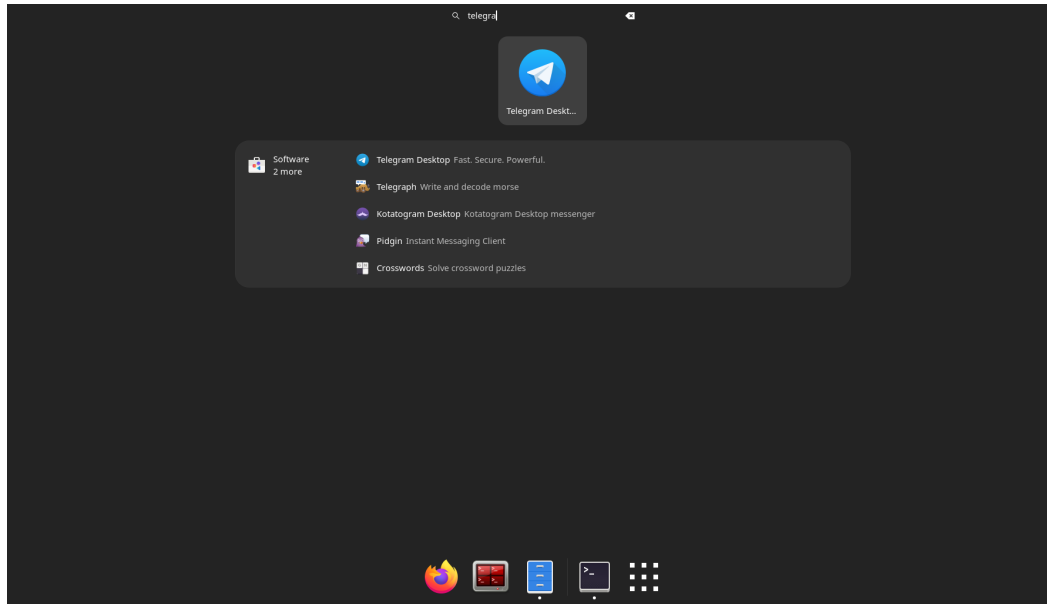 telegra
Telegram Deskt...
Software
2 more
Telegram Desktop Fast. Secure. Powerful.
Telegraph Write and decode morse
Kotatogram Desktop Kotatogram Desktop messenger
Pidgin Instant Messaging Client
Crosswords Solve crossword puzzles
>_